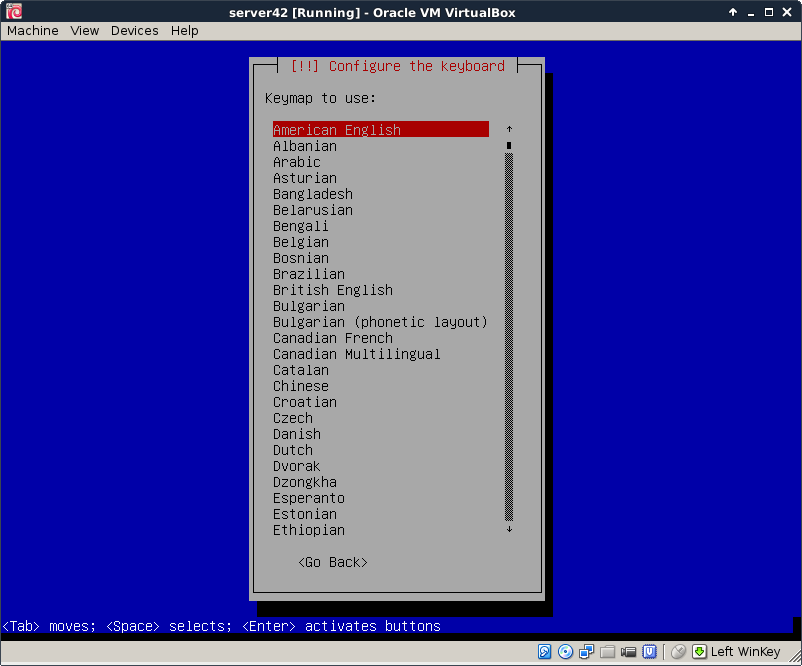 server42 [Running] - Oracle VM VirtualBox
Machine View Devices Help
[!!] Configure the keyboard
Keymap to use:
American English
Albanian
Arabic
Asturian
Bangladesh
Belarusian
Bengali
Belgian
Bosnian
Brazilian
British English
Bulgarian
Bulgarian (phonetic layout)
Canadian French
Canadian Multilingual
Catalan
Chinese
Croatian
Czech
Danish
Dutch
Dvorak
Dzongkha
Esperanto
Estonian
Ethiopian
<Go Back>
<Tab> moves; <Space> selects; <Enter> activates buttons
Left WinKey